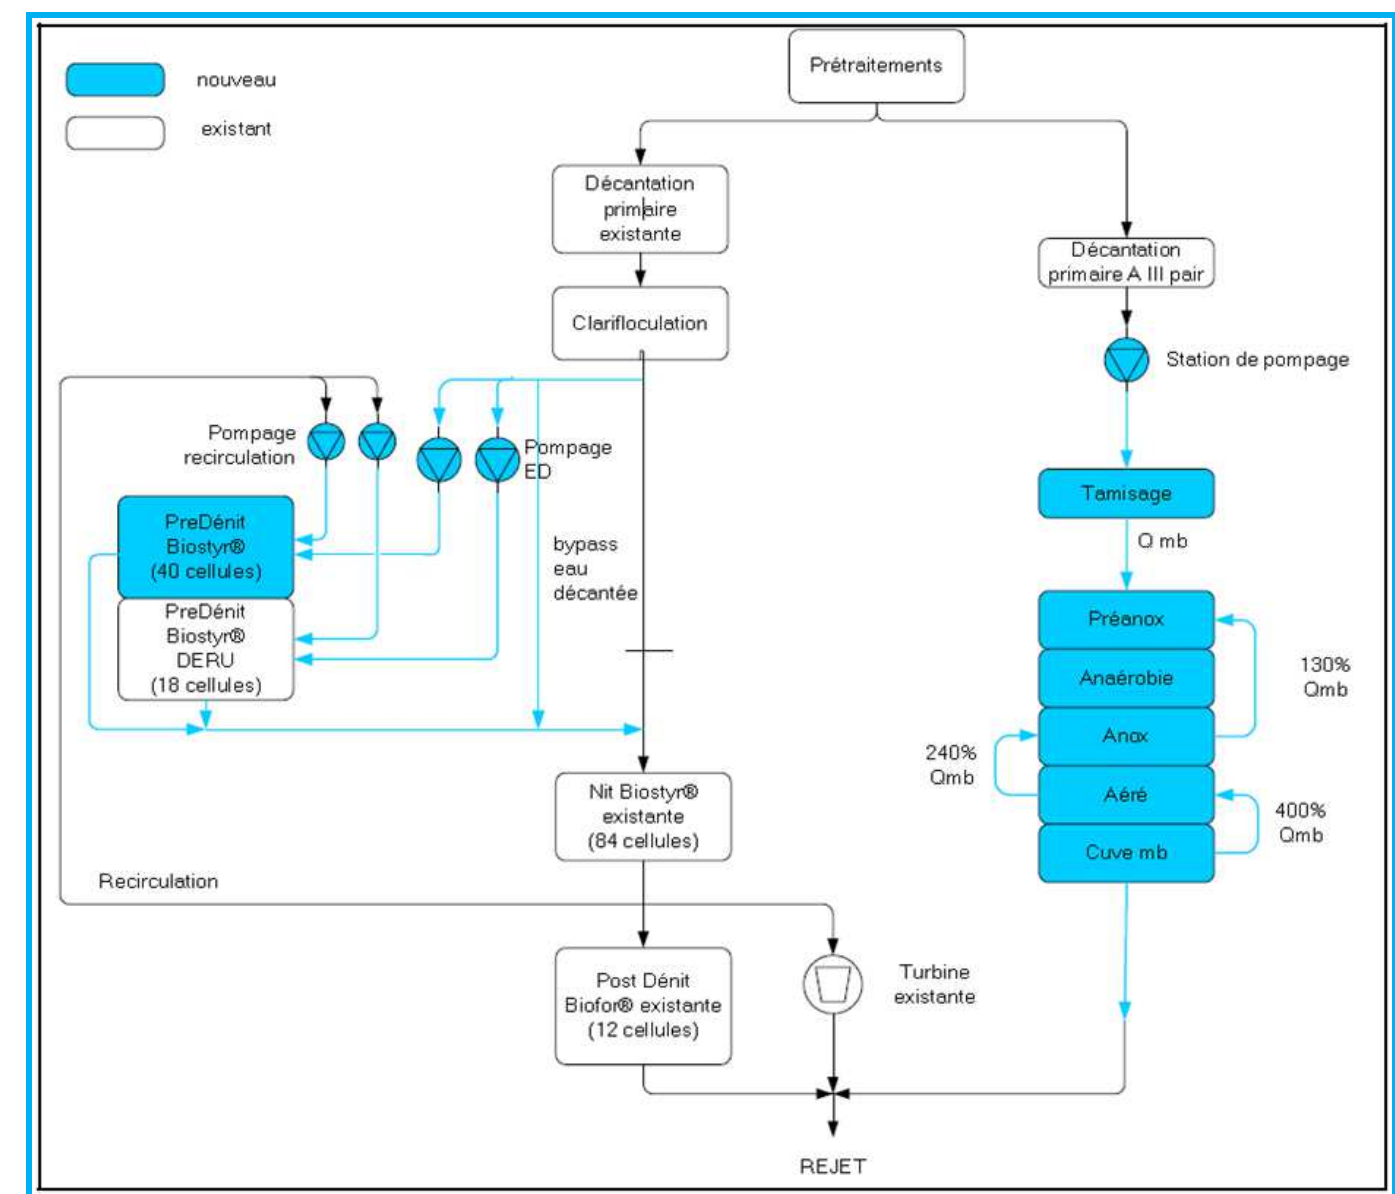 nouveau
existant
Prétraitements
Décantation
primaire
existante
Clarifloculation
Décantation
primaire A III pair
Station de pompage
Pompage
recirculation
Pompage
ED
Tamisage
Q mb
PreDénit
Biostyr®
(40 cellules)
PreDénit
Biostyr®
DERU
(18 cellules)
bypass
eau
décantée
Préanox
Anaérobie
Anox
Aéré
Cuve mb
130%
Qmb
240%
Qmb
400%
Qmb
Nit Biostyr®
existante
(84 cellules)
Recirculation
Post Dénit
Biofor® existante
(12 cellules)
Turbine
existante
REJET